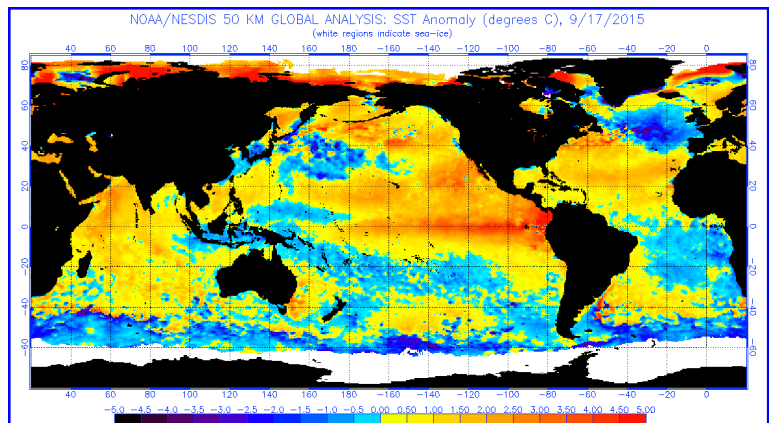 NOAA/NESDIS 50 KM GLOBAL ANALYSIS: SST Anomaly (degrees C), 9/17/2015
(white regions indicate sea-ice)
40 60 80 100 120 140 160 180 -160 -140 -120 -100 -80 -60 -40 -20 0
80 80
60 60
40 40
20 20
0 0
-20 -20
-40 -40
-60 -60
40 60 80 100 120 140 160 180 -160 -140 -120 -100 -80 -60 -40 -20 0
-5.0 -4.5 -4.0 -3.5 -3.0 -2.5 -2.0 -1.5 -1.0 -0.5 0.00 0.50 1.00 1.50 2.00 2.50 3.00 3.50 4.00 4.50 5.00